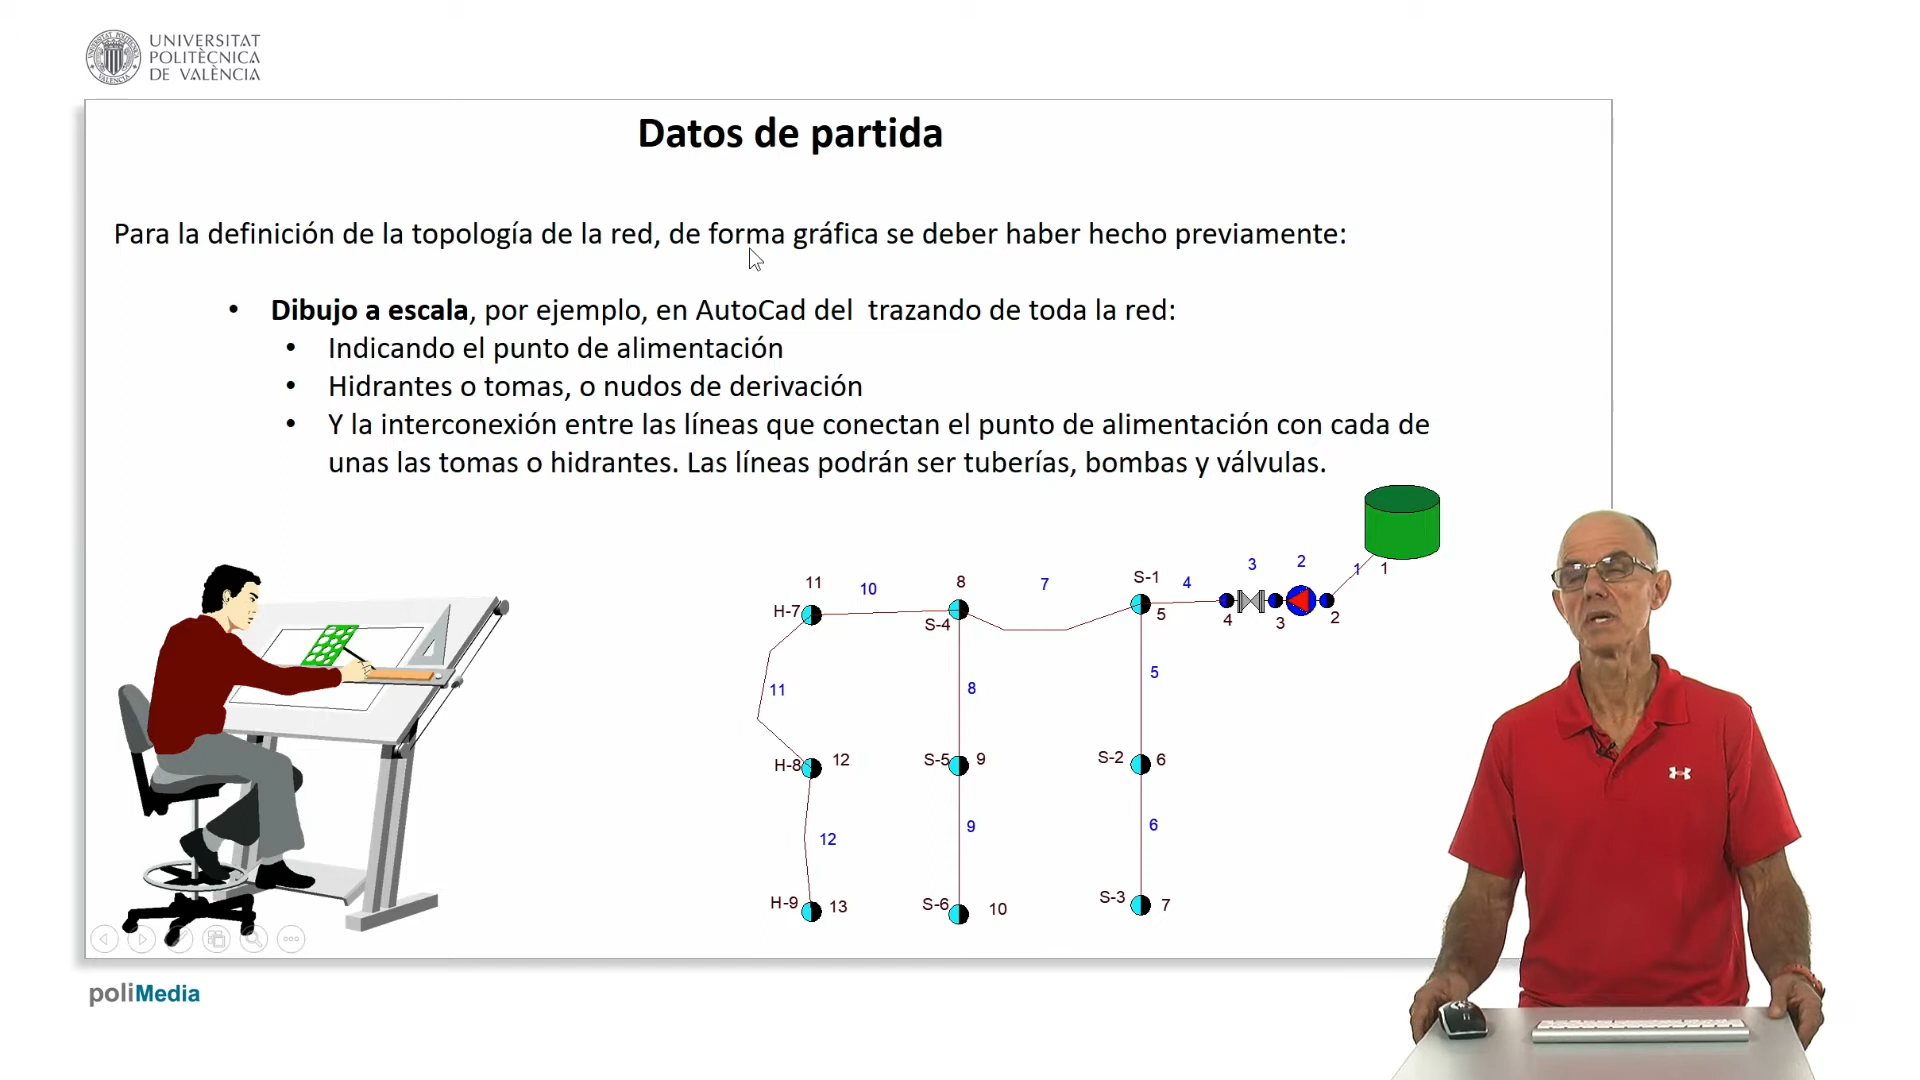 UNIVERSITAT
POLITÈCNICA
DE VALÈNCIA
Datos de partida
Para la definición de la topología de la red, de forma gráfica se deber haber hecho previamente:
• Dibujo a escala, por ejemplo, en AutoCad del  trazando de toda la red:
• Indicando el punto de alimentación
• Hidrantes o tomas, o nudos de derivación
• Y la interconexión entre las líneas que conectan el punto de alimentación con cada de
unas las tomas o hidrantes. Las líneas podrán ser tuberías, bombas y válvulas.
11 10 8 7 S-1 4 3 2 1 1
H-7 S-4 5 4 3 2
11 8 5
H-8 12 S-5 9 S-2 6
12 9 6
H-9 13 S-6 10 S-3 7
poliMedia